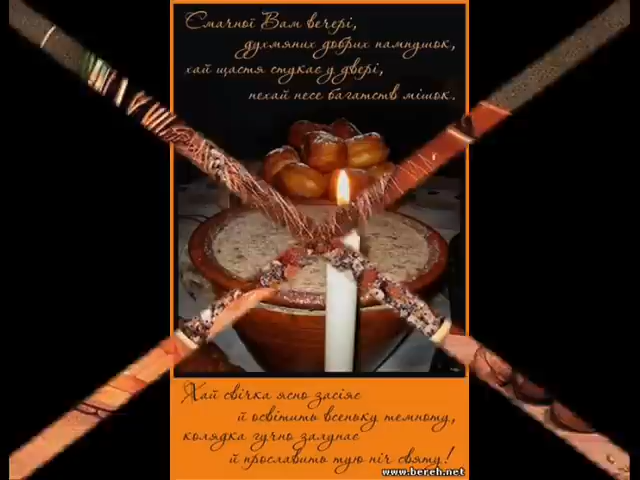 Смачної Вам вечері,
духмяних добрих пампушок,
хай щастя стукає у двері,
нехай несе багатств мішок.
Хай свічка ясно засіяє
й освітить всеньку темноту,
колядка гучно залунає
й прославить тую ніч святу!
www.bereh.net